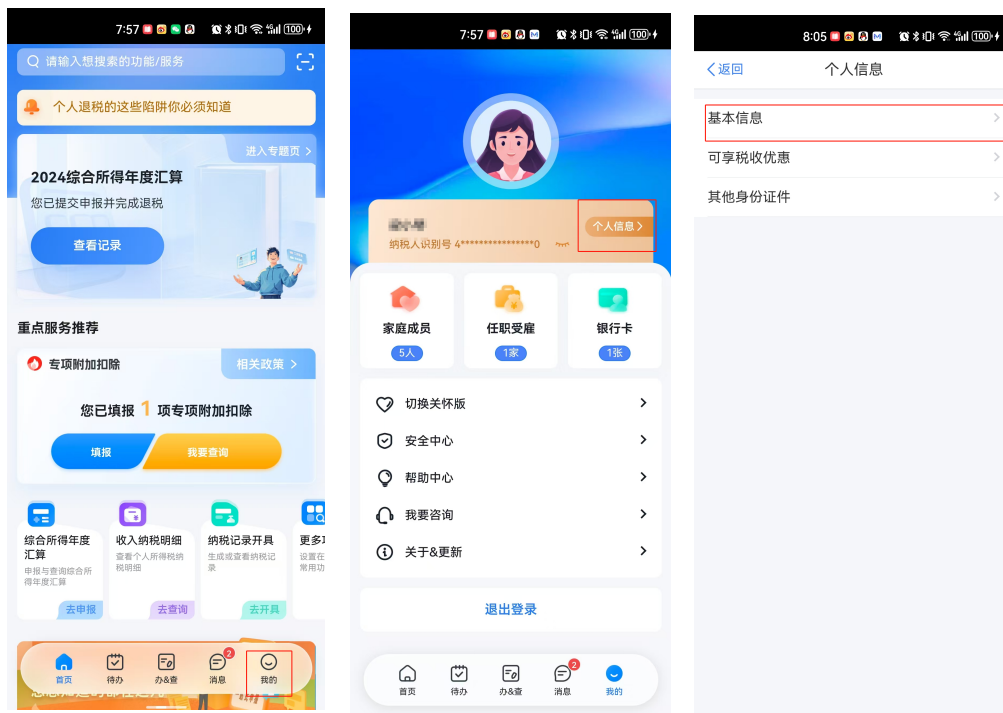 7:57
100
请输入想搜索的功能/服务
个人退税的这些陷阱你必须知道
进入专题页 >
2024综合所得年度汇算
您已提交申报并完成退税
查看记录
重点服务推荐
专项附加扣除
相关政策 >
您已填报 1 项专项附加扣除
填报
我要查询
综合所得年度汇算
申报与查询综合所得年度汇算
去申报
收入纳税明细
查看个人所得税纳税明细
去查询
纳税记录开具
生成或查看纳税记录
去开具
更多
设置在
常用功
首页
待办
办&查
2
消息
我的
7:57
100
个人信息 >
纳税人识别号 4****************0
家庭成员
5人
任职受雇
1家
银行卡
1张
切换关怀版
安全中心
帮助中心
我要咨询
关于&更新
退出登录
首页
待办
办&查
2
消息
我的
8:05
100
返回
个人信息
基本信息
可享税收优惠
其他身份证件